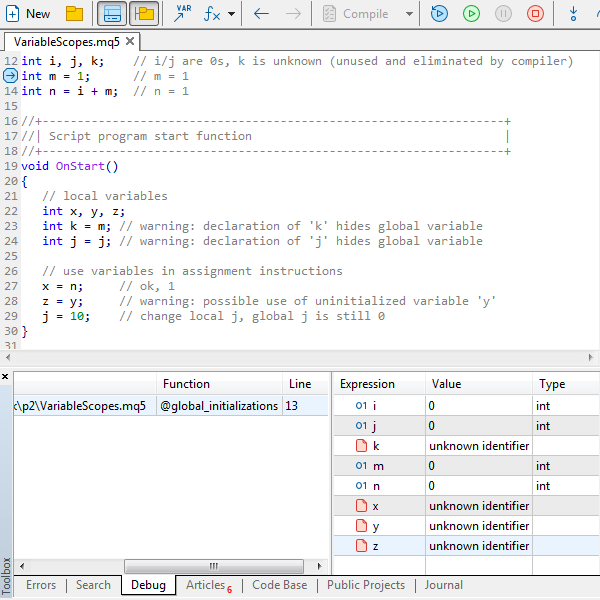 New VAR fx Compile
VariableScopes.mq5
12 int i, j, k;    // i/j are 0s, k is unknown (unused and eliminated by compiler)
int m = 1;      // m = 1
14 int n = i + m;  // n = 1
15
16 //+------------------------------------------------------------------+
17 //| Script program start function                                    |
18 //+------------------------------------------------------------------+
19 void OnStart()
20 {
21    // local variables
22    int x, y, z;
23    int k = m; // warning: declaration of 'k' hides global variable
24    int j = j; // warning: declaration of 'j' hides global variable
25
26    // use variables in assignment instructions
27    x = n;     // ok, 1
28    z = y;     // warning: possible use of uninitialized variable 'y'
29    j = 10;    // change local j, global j is still 0
30 }
31
Function Line Expression Value Type
\p2\VariableScopes.mq5 @global_initializations 13 01 i 0 int
01 j 0 int
k unknown identifier
01 m 0 int
01 n 0 int
x unknown identifier
y unknown identifier
z unknown identifier
Toolbox
Errors Search Debug Articles 6 Code Base Public Projects Journal